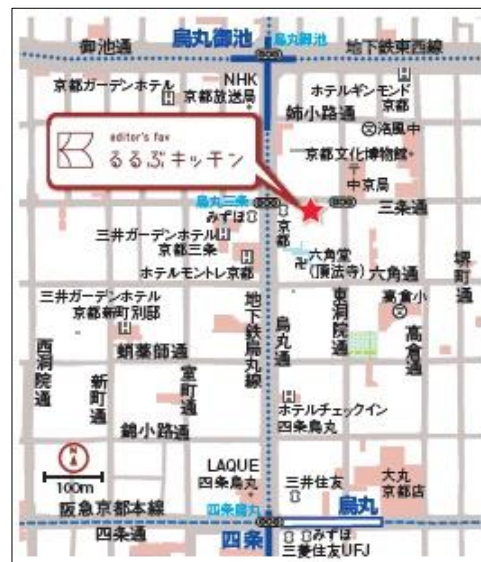 御池通
烏丸御池
烏丸御池
地下鉄東西線
京都ガーデンホテル
NHK
京都放送局
ホテルギンモンド
京都
姉小路通
洛風中
京都文化博物館
中京局
editor's fav
るるぶキッチン
烏丸三条
みずほ
京都
三条通
三井ガーデンホテル
京都三条
ホテルモントレ京都
六角堂
(頂法寺)
六角通
堺町通
三井ガーデンホテル
京都新町別邸
地下鉄烏丸線
烏丸通
東洞院通
高倉小
高倉通
蛸薬師通
西洞院通
新町通
室町通
ホテルチェックイン
四条烏丸
錦小路通
N
100m
LAQUE
四条烏丸
三井住友
大丸
京都店
阪急京都本線
四条烏丸
烏丸
四条通
四条
みずほ
三菱住友UFJ